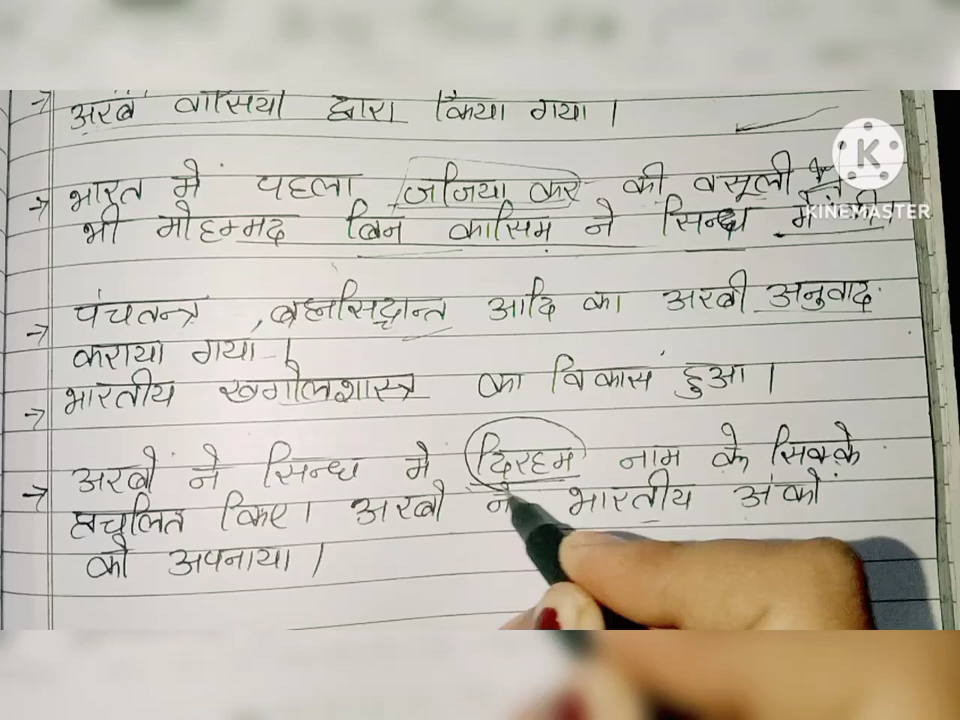 अरब वासियों द्वारा किया गया।
भारत में पहला जजिया कर की वसूली
भी मोहम्मद बिन कासिम ने सिन्ध में की
पंचतन्त्र, ब्रह्मसिद्धान्त आदि का अरबी अनुवाद
कराया गया।
भारतीय खगोलशास्त्र का विकास हुआ।
अरबों ने सिन्ध में दिरहम नाम के सिक्के
प्रचलित किए। अरबों ने भारतीय अंको
को अपनाया।
K
KINEMASTER